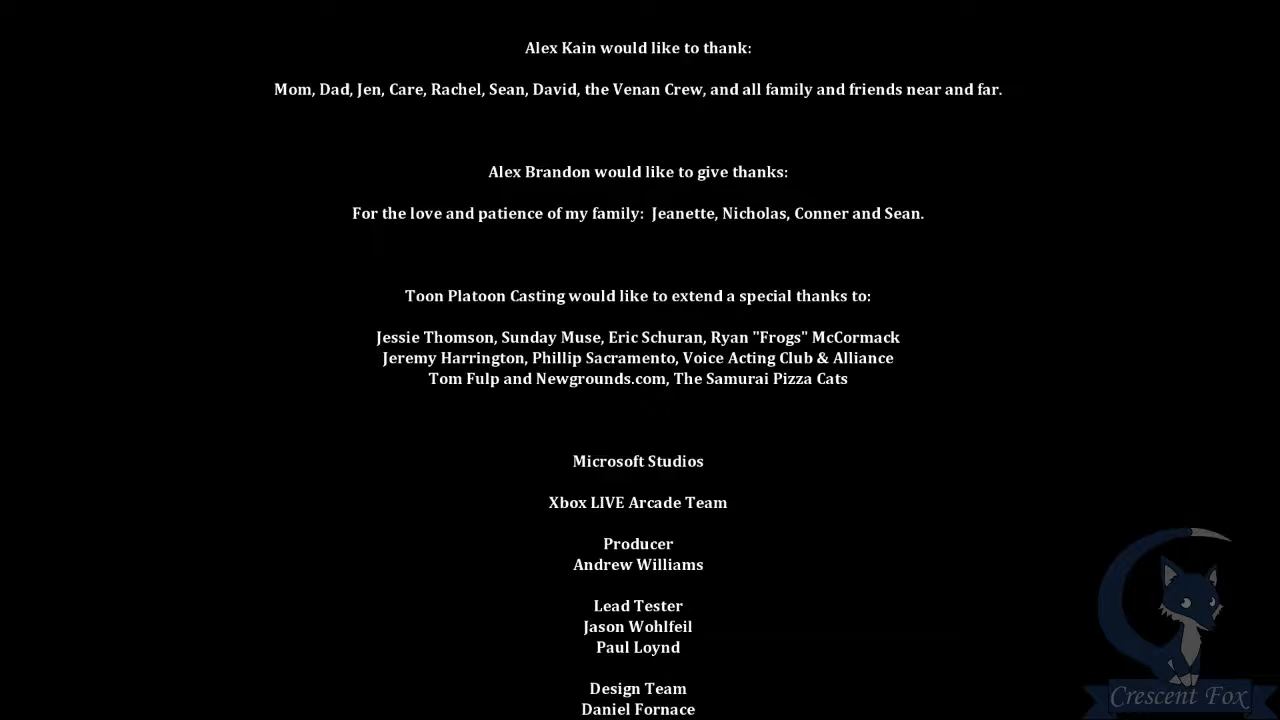 Alex Kain would like to thank:
Mom, Dad, Jen, Care, Rachel, Sean, David, the Venan Crew, and all family and friends near and far.
Alex Brandon would like to give thanks:
For the love and patience of my family:  Jeanette, Nicholas, Conner and Sean.
Toon Platoon Casting would like to extend a special thanks to:
Jessie Thomson, Sunday Muse, Eric Schuran, Ryan "Frogs" McCormack
Jeremy Harrington, Phillip Sacramento, Voice Acting Club & Alliance
Tom Fulp and Newgrounds.com, The Samurai Pizza Cats
Microsoft Studios
Xbox LIVE Arcade Team
Producer
Andrew Williams
Lead Tester
Jason Wohlfeil
Paul Loynd
Design Team
Daniel Fornace
Crescent Fox